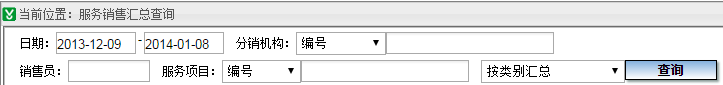 当前位置：服务销售汇总查询
日期：2013-12-09 - 2014-01-08 分销机构：编号
销售员： 服务项目：编号 按类别汇总 查询